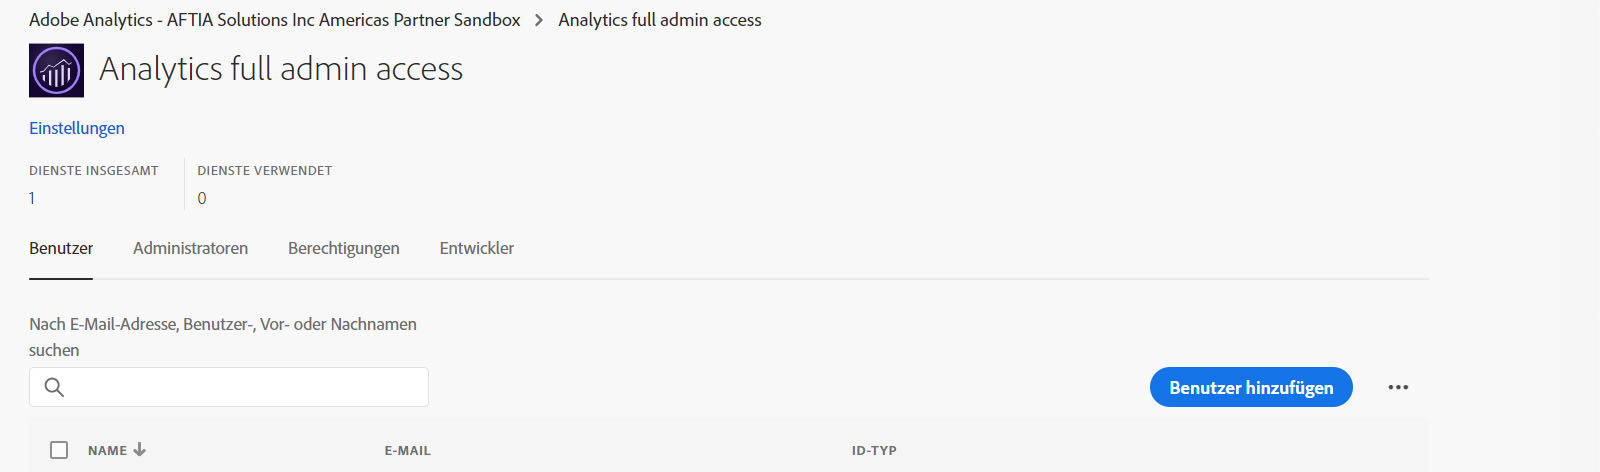 Adobe Analytics - AFTIA Solutions Inc Americas Partner Sandbox > Analytics full admin access
Analytics full admin access
Einstellungen
DIENSTE INSGESAMT DIENSTE VERWENDET
1 0
Benutzer Administratoren Berechtigungen Entwickler
Nach E-Mail-Adresse, Benutzer-, Vor- oder Nachnamen
suchen
Benutzer hinzufügen ...
NAME ↓ E-MAIL ID-TYP